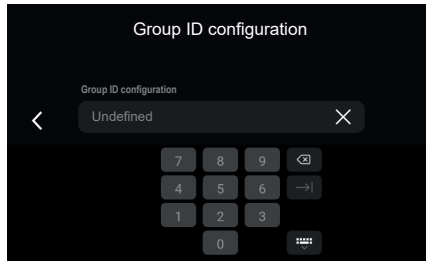 Group ID configuration
Group ID configuration
Undefined
7 8 9
4 5 6
1 2 3
0